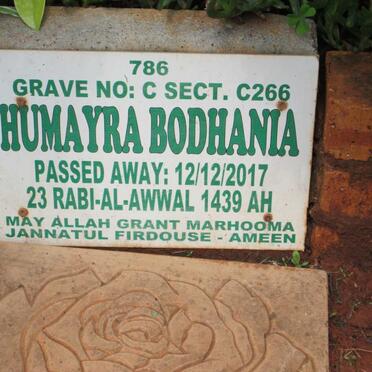 786
GRAVE NO: C SECT. C266
HUMAYRA BODHANIA
PASSED AWAY: 12/12/2017
23 RABI-AL-AWWAL 1439 AH
MAY ALLAH GRANT MARHOOMA
JANNATUL FIRDOUSE - AMEEN